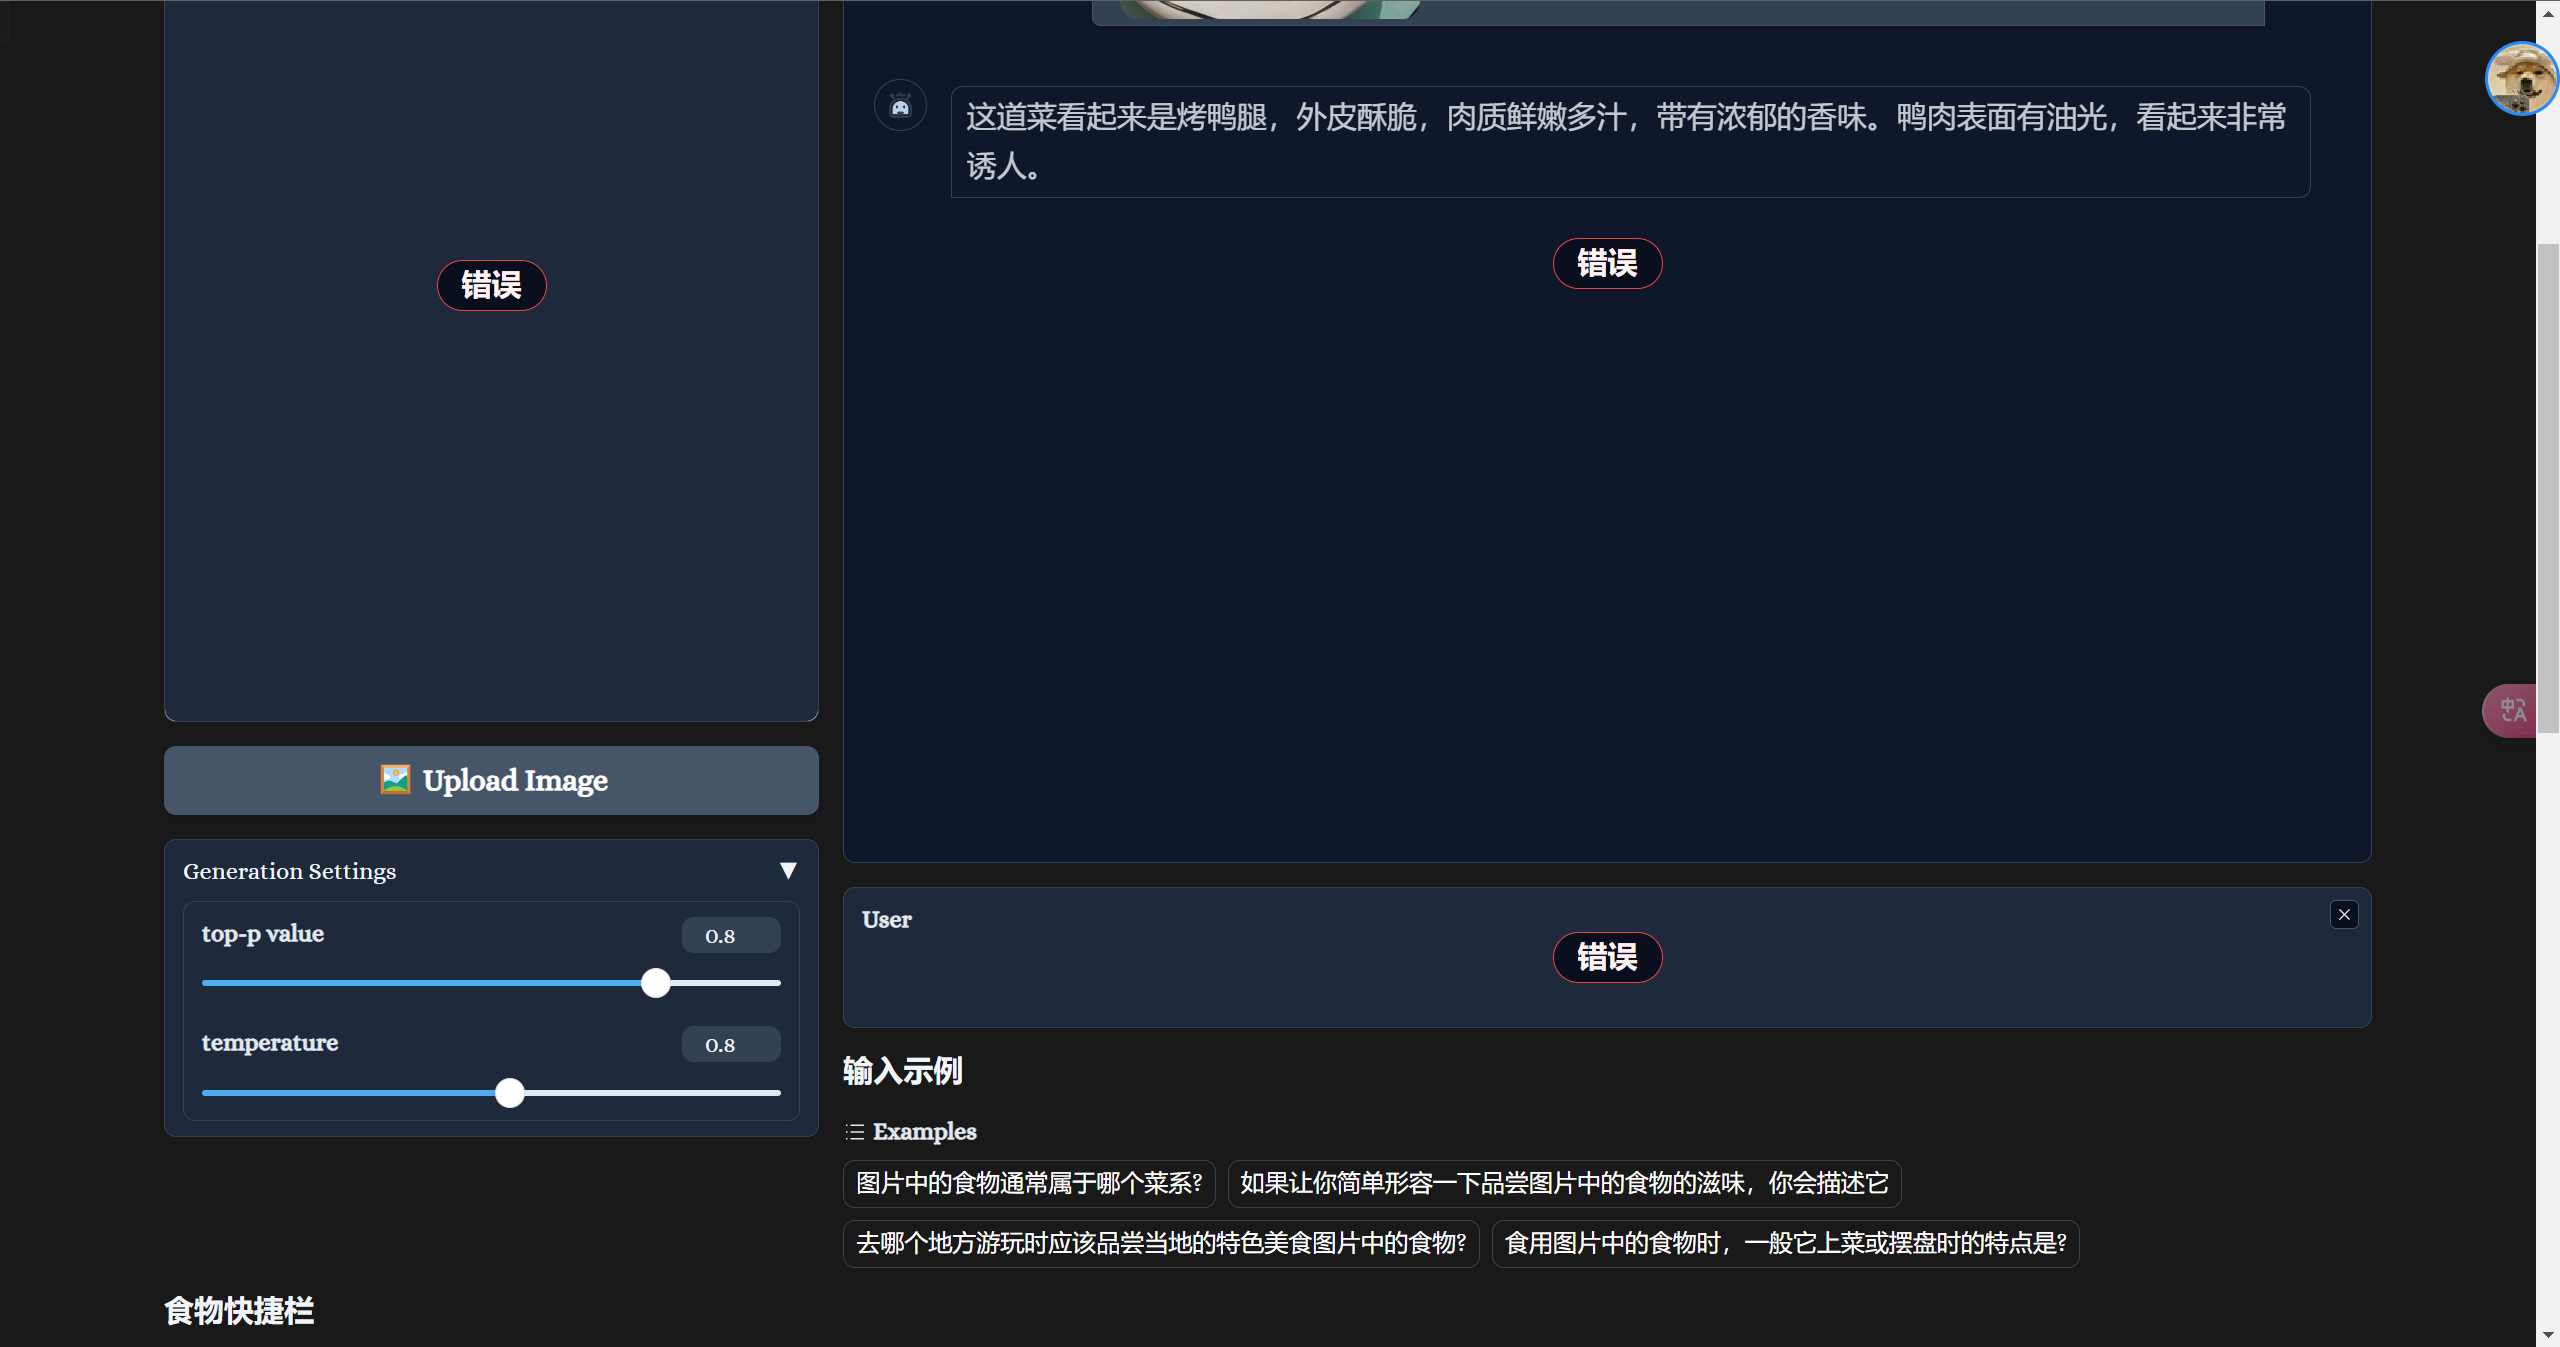 这道菜看起来是烤鸭腿，外皮酥脆，肉质鲜嫩多汁，带有浓郁的香味。鸭肉表面有油光，看起来非常
诱人。
错误
错误
Upload Image
Generation Settings
top-p value
0.8
temperature
0.8
User
错误
输入示例
Examples
图片中的食物通常属于哪个菜系?
如果让你简单形容一下品尝图片中的食物的滋味，你会描述它
去哪个地方游玩时应该品尝当地的特色美食图片中的食物?
食用图片中的食物时，一般它上菜或摆盘时的特点是?
食物快捷栏